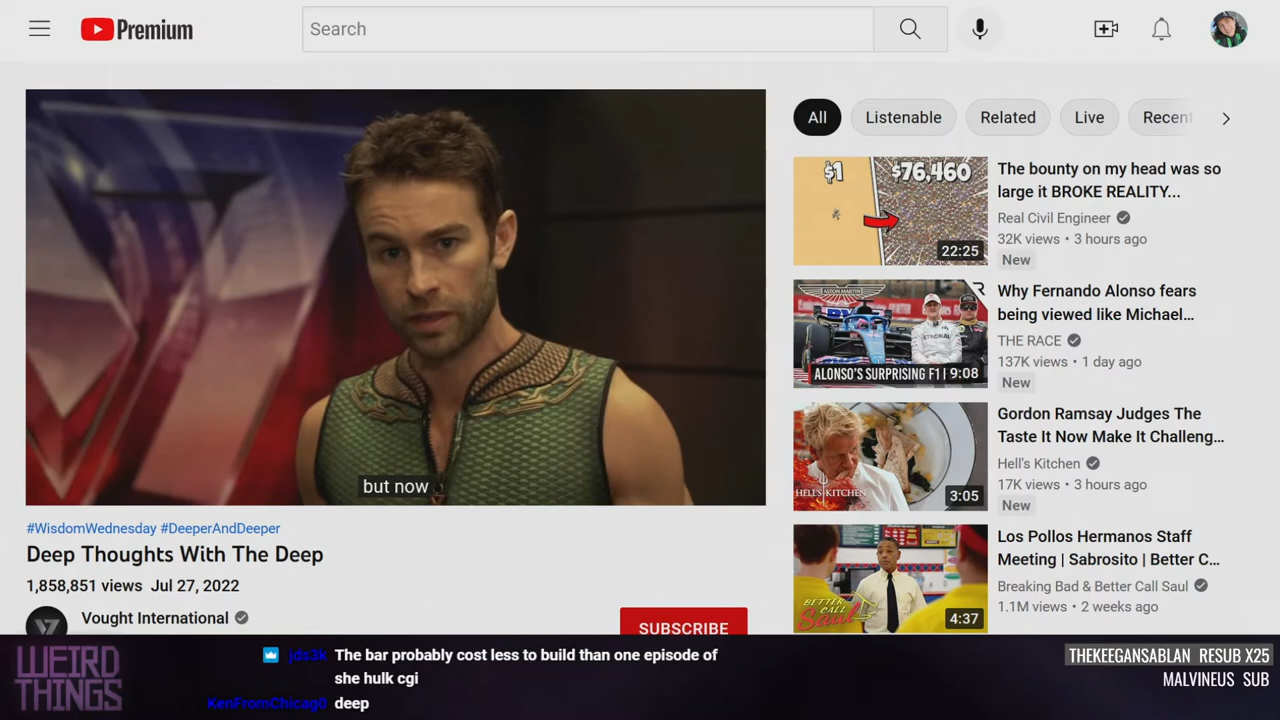 Premium
Search
but now
#WisdomWednesday #DeeperAndDeeper
Deep Thoughts With The Deep
1,858,851 views Jul 27, 2022
Vought International
SUBSCRIBE
All
Listenable
Related
Live
Recent
$1
$76,460
22:25
The bounty on my head was so
large it BROKE REALITY...
Real Civil Engineer
32K views • 3 hours ago
New
ASTON MARTIN
ALONSO'S SURPRISING F1
9:08
Why Fernando Alonso fears
being viewed like Michael...
THE RACE
137K views • 1 day ago
New
HELL'S KITCHEN
3:05
Gordon Ramsay Judges The
Taste It Now Make It Challeng...
Hell's Kitchen
17K views • 3 hours ago
New
BETTER
CALL
Saul
4:37
Los Pollos Hermanos Staff
Meeting | Sabrosito | Better C...
Breaking Bad & Better Call Saul
1.1M views • 2 weeks ago
WEIRD
THINGS
jds3k The bar probably cost less to build than one episode of
she hulk cgi
KenFromChicag0 deep
THEKEEGANSABLAN RESUB X25
MALVINEUS SUB